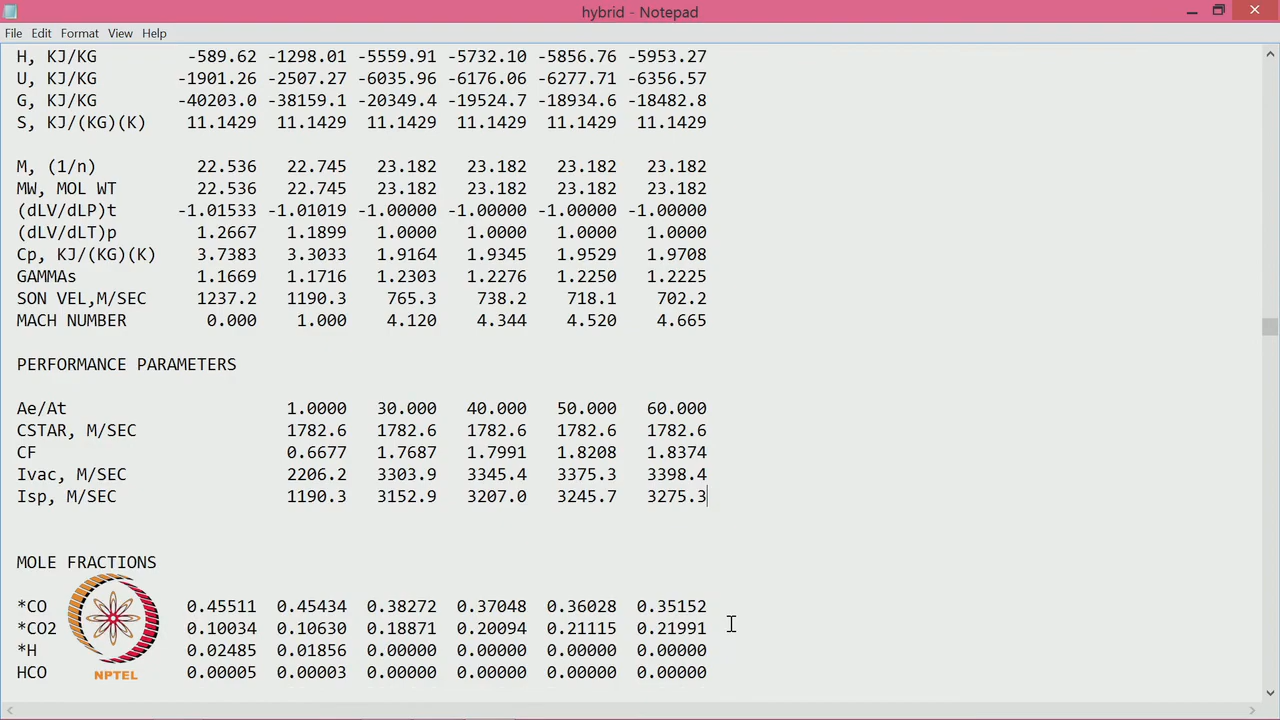 hybrid - Notepad
File Edit Format View Help
H, KJ/KG -589.62 -1298.01 -5559.91 -5732.10 -5856.76 -5953.27
U, KJ/KG -1901.26 -2507.27 -6035.96 -6176.06 -6277.71 -6356.57
G, KJ/KG -40203.0 -38159.1 -20349.4 -19524.7 -18934.6 -18482.8
S, KJ/(KG)(K) 11.1429 11.1429 11.1429 11.1429 11.1429 11.1429
M, (1/n) 22.536 22.745 23.182 23.182 23.182 23.182
MW, MOL WT 22.536 22.745 23.182 23.182 23.182 23.182
(dLV/dLP)t -1.01533 -1.01019 -1.00000 -1.00000 -1.00000 -1.00000
(dLV/dLT)p 1.2667 1.1899 1.0000 1.0000 1.0000 1.0000
Cp, KJ/(KG)(K) 3.7383 3.3033 1.9164 1.9345 1.9529 1.9708
GAMMAs 1.1669 1.1716 1.2303 1.2276 1.2250 1.2225
SON VEL,M/SEC 1237.2 1190.3 765.3 738.2 718.1 702.2
MACH NUMBER 0.000 1.000 4.120 4.344 4.520 4.665
PERFORMANCE PARAMETERS
Ae/At 1.0000 30.000 40.000 50.000 60.000
CSTAR, M/SEC 1782.6 1782.6 1782.6 1782.6 1782.6
CF 0.6677 1.7687 1.7991 1.8208 1.8374
Ivac, M/SEC 2206.2 3303.9 3345.4 3375.3 3398.4
Isp, M/SEC 1190.3 3152.9 3207.0 3245.7 3275.3
MOLE FRACTIONS
*CO 0.45511 0.45434 0.38272 0.37048 0.36028 0.35152
*CO2 0.10034 0.10630 0.18871 0.20094 0.21115 0.21991
*H 0.02485 0.01856 0.00000 0.00000 0.00000 0.00000
HCO 0.00005 0.00003 0.00000 0.00000 0.00000 0.00000
NPTEL